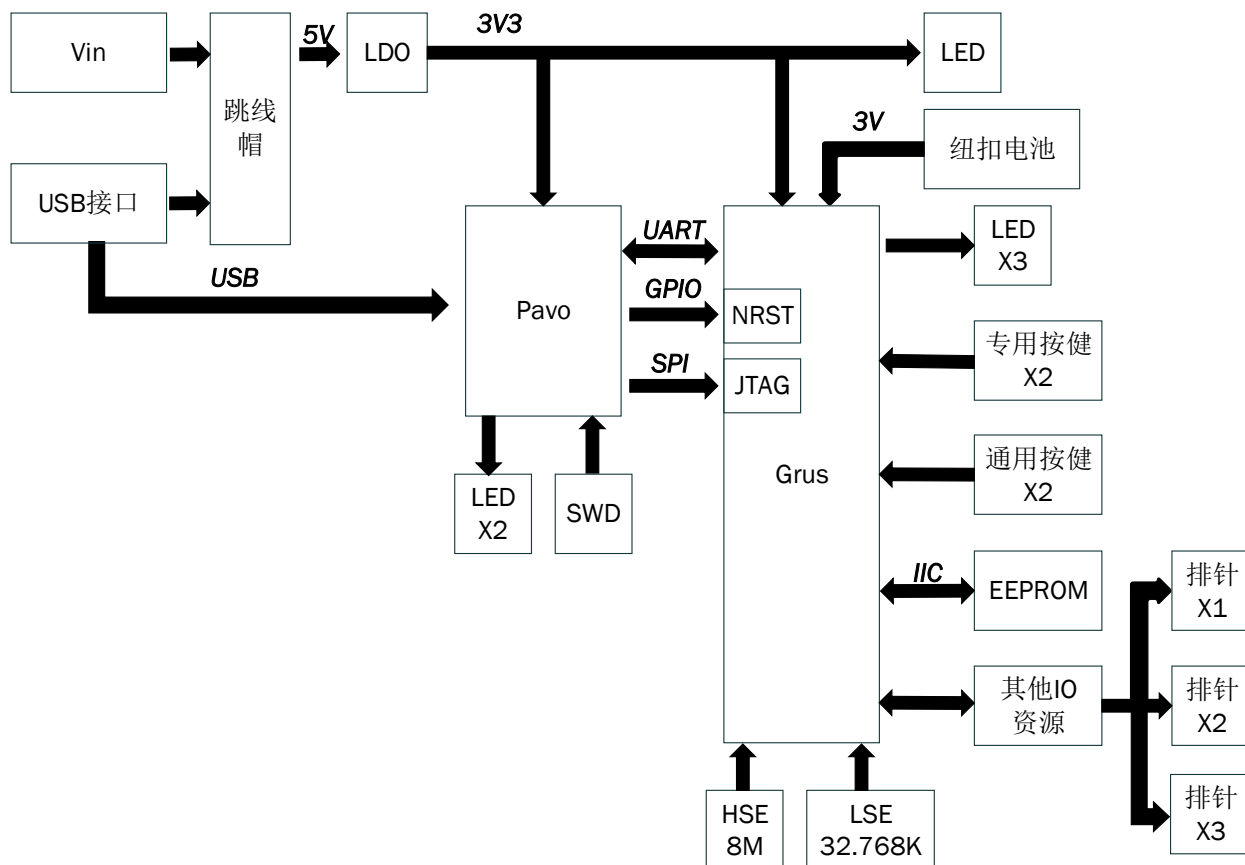 Vin
5V
LDO
3V3
LED
跳线
帽
3V
纽扣电池
USB接口
USB
Pavo
UART
GPIO
SPI
NRST
JTAG
Grus
LED
X3
专用按健
X2
通用按健
X2
LED
X2
SWD
IIC
EEPROM
其他IO
资源
排针
X1
排针
X2
排针
X3
HSE
8M
LSE
32.768K